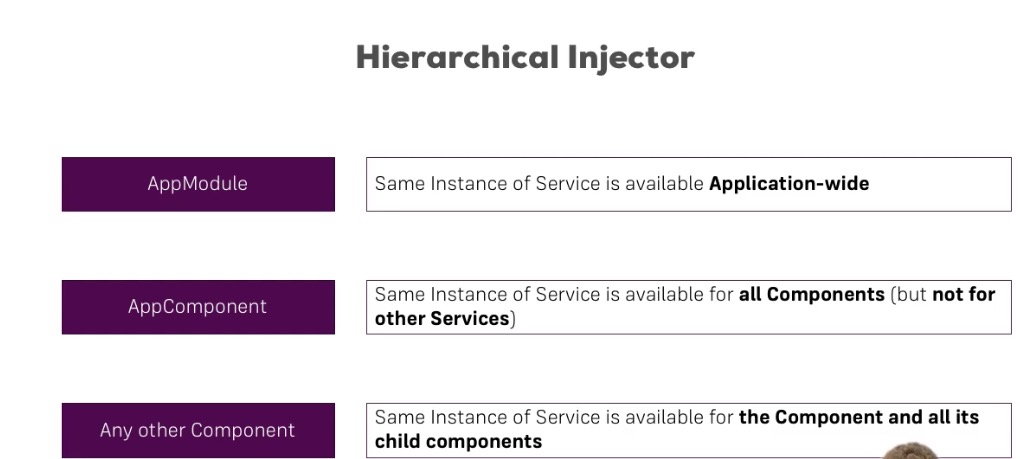 Hierarchical Injector
AppModule
Same Instance of Service is available Application-wide
AppComponent
Same Instance of Service is available for all Components (but not for
other Services)
Any other Component
Same Instance of Service is available for the Component and all its
child components